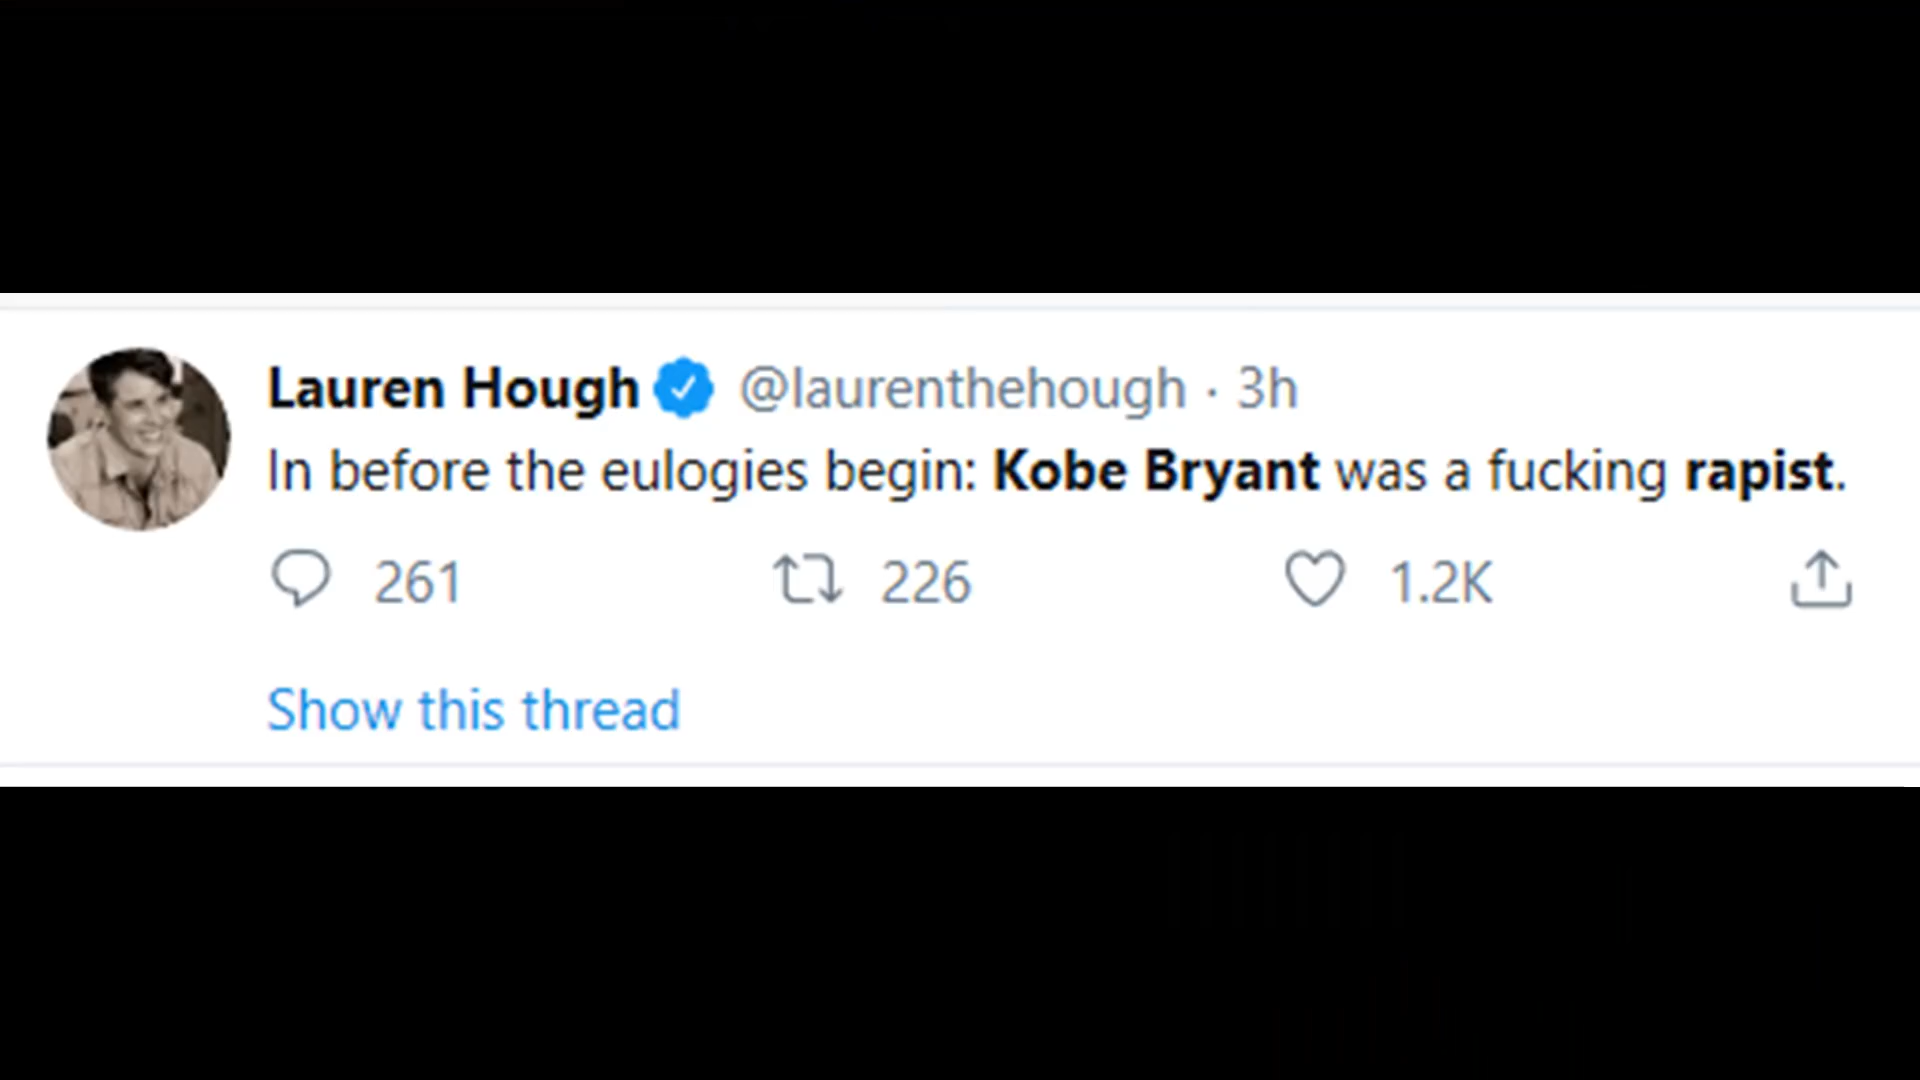 Lauren Hough @laurenthehough · 3h
In before the eulogies begin: Kobe Bryant was a fucking rapist.
261 226 1.2K
Show this thread